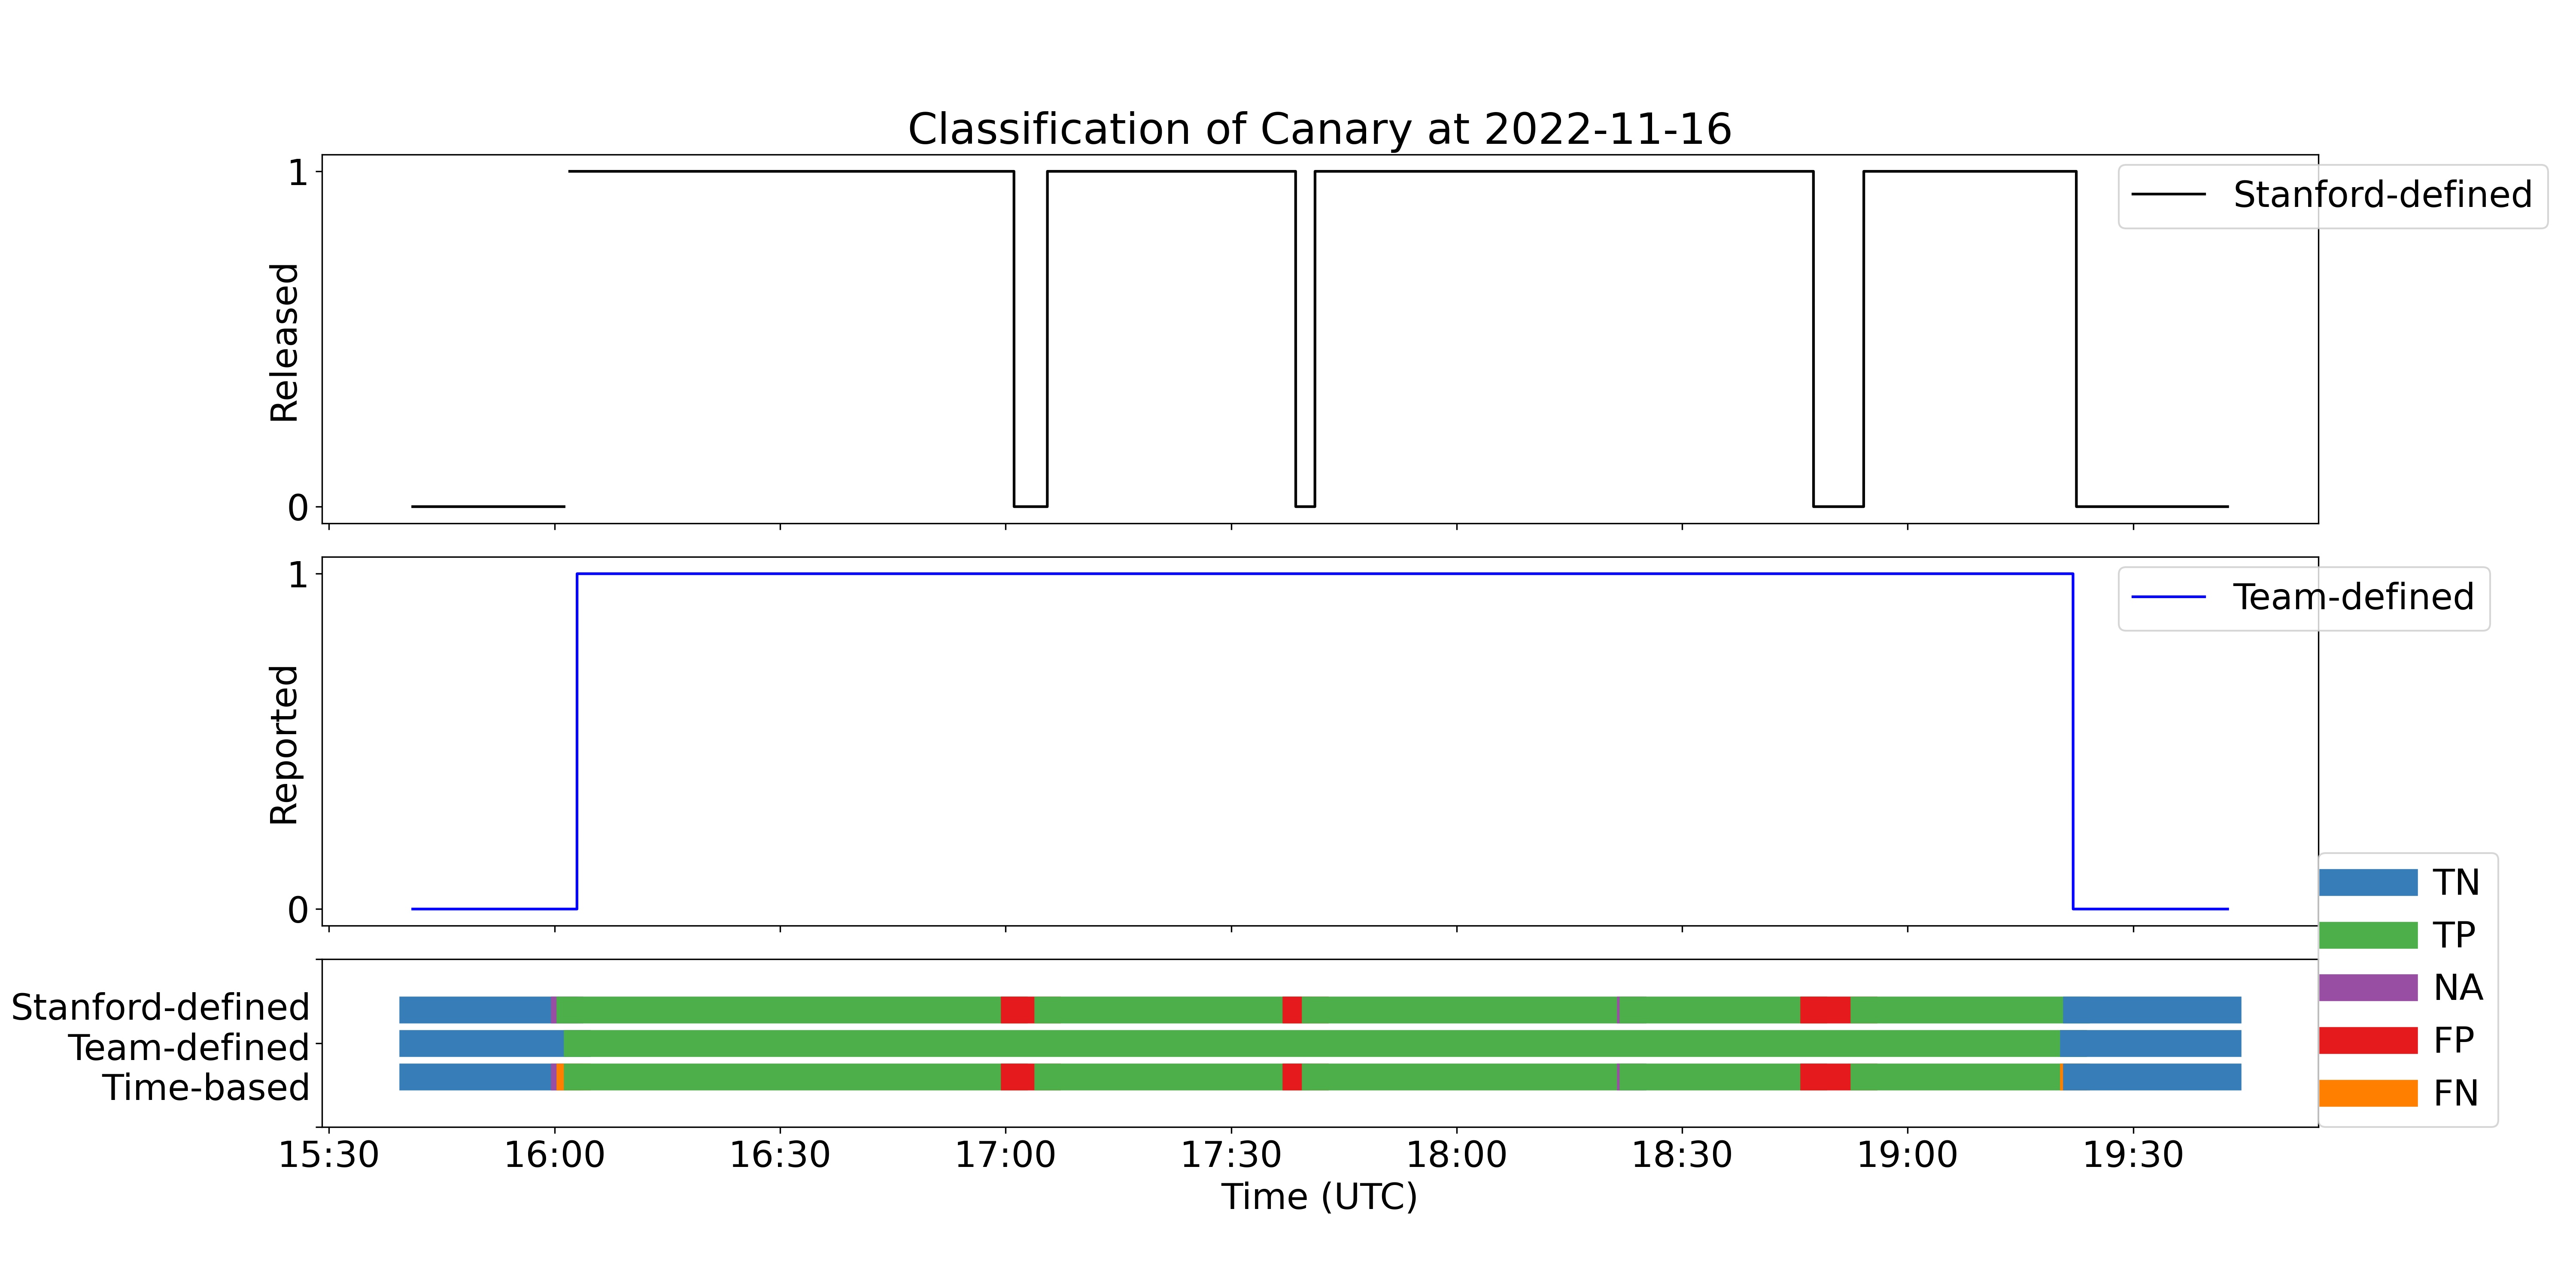 Classification of Canary at 2022-11-16
1
0
Released
Stanford-defined
1
0
Reported
Team-defined
TN
TP
NA
FP
FN
Stanford-defined
Team-defined
Time-based
15:30 16:00 16:30 17:00 17:30 18:00 18:30 19:00 19:30
Time (UTC)